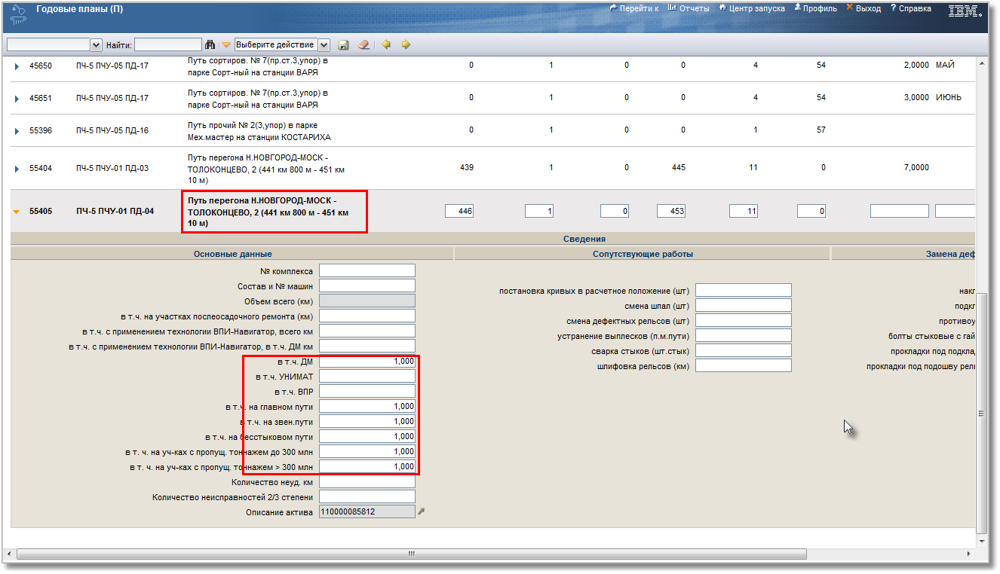 Годовые планы (П)
Перейти к Отчеты Центр запуска Профиль Выход ? Справка IBM.
Найти: Выберите действие
45650 ПЧ-5 ПЧУ-05 ПД-17 Путь сортиров. № 7(пр.ст.3,упор) в 0 1 0 0 4 54 2,0000 МАЙ
парке Сорт-ный на станции ВАРЯ
45651 ПЧ-5 ПЧУ-05 ПД-17 Путь сортиров. № 7(пр.ст.3,упор) в 0 1 0 0 4 54 3,0000 ИЮНЬ
парке Сорт-ный на станции ВАРЯ
55396 ПЧ-5 ПЧУ-05 ПД-16 Путь прочий № 2(3,упор) в парке 0 1 0 0 1 57
Мех.мастер на станции КОСТАРИХА
Путь перегона Н.НОВГОРОД-МОСК -
55404 ПЧ-5 ПЧУ-01 ПД-03 ТОЛОКОНЦЕВО, 2 (441 км 800 м - 451 км 439 1 0 445 11 0 7,0000
10 м)
Путь перегона Н.НОВГОРОД-МОСК -
55405 ПЧ-5 ПЧУ-01 ПД-04 ТОЛОКОНЦЕВО, 2 (441 км 800 м - 451 км 446 1 0 453 11 0
10 м)
Сведения
Основные данные Сопутствующие работы Замена деф
№ комплекса
Состав и № машин
Объем всего (км)
в т.ч. на участках послеосадочного ремонта (км)
в т.ч. с применением технологии ВПИ-Навигатор, всего км
в т.ч. с применением технологии ВПИ-Навигатор, в т.ч. ДМ км
в т.ч. ДМ 1,000
в т.ч. УНИМАТ
в т.ч. ВПР
в т.ч. на главном пути 1,000
в т.ч. на звен.пути 1,000
в т.ч. на бесстыковом пути 1,000
в т. ч. на уч-ках с пропущ. тоннажем до 300 млн 1,000
в т. ч. на уч-ках с пропущ. тоннажем > 300 млн 1,000
Количество неуд. км
Количество неисправностей 2/3 степени
Описание актива 110000085812
постановка кривых в расчетное положение (шт)
смена шпал (шт)
смена дефектных рельсов (шт)
устранение выплесков (п.м.пути)
сварка стыков (шт.стык)
шлифовка рельсов (км)
накл
подкл
противоу
болты стыковые с гай
прокладки под подклад
прокладки под подошву рел